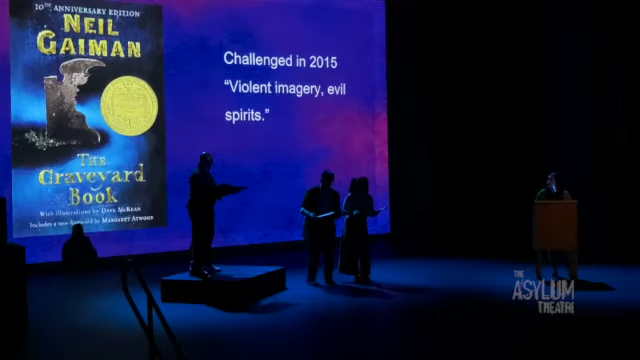 10TH ANNIVERSARY EDITION
NEIL
GAIMAN
THE
GRAVEYARD
BOOK
With illustrations by DAVE McKEAN
Includes a new foreword by MARGARET ATWOOD
Challenged in 2015
“Violent imagery, evil
spirits.”
THE
ASYLUM
THEATRE